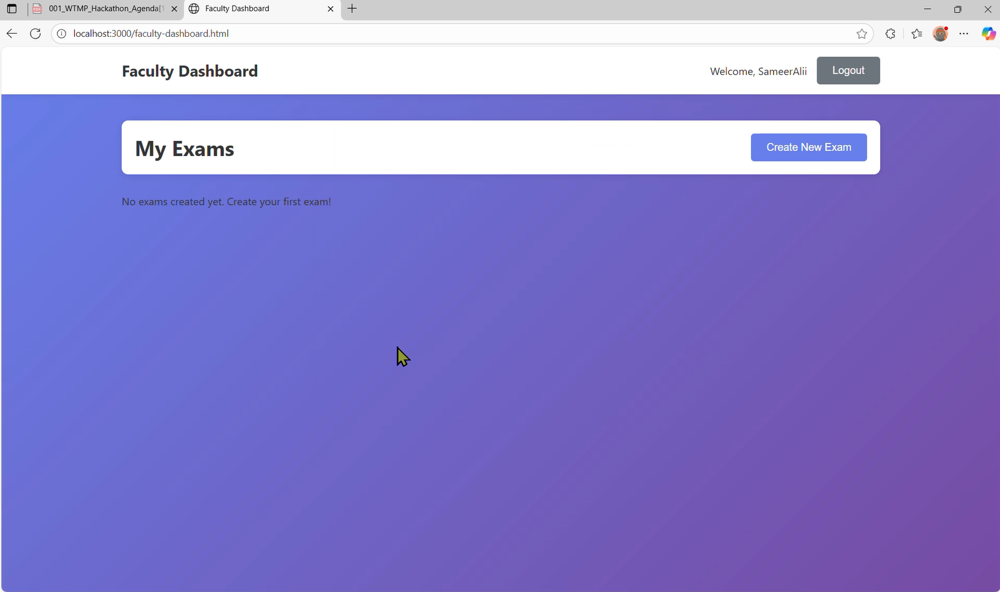 001_WTMP_Hackathon_Agenda[1
Faculty Dashboard
localhost:3000/faculty-dashboard.html
Faculty Dashboard
Welcome, SameerAlii
Logout
My Exams
Create New Exam
No exams created yet. Create your first exam!